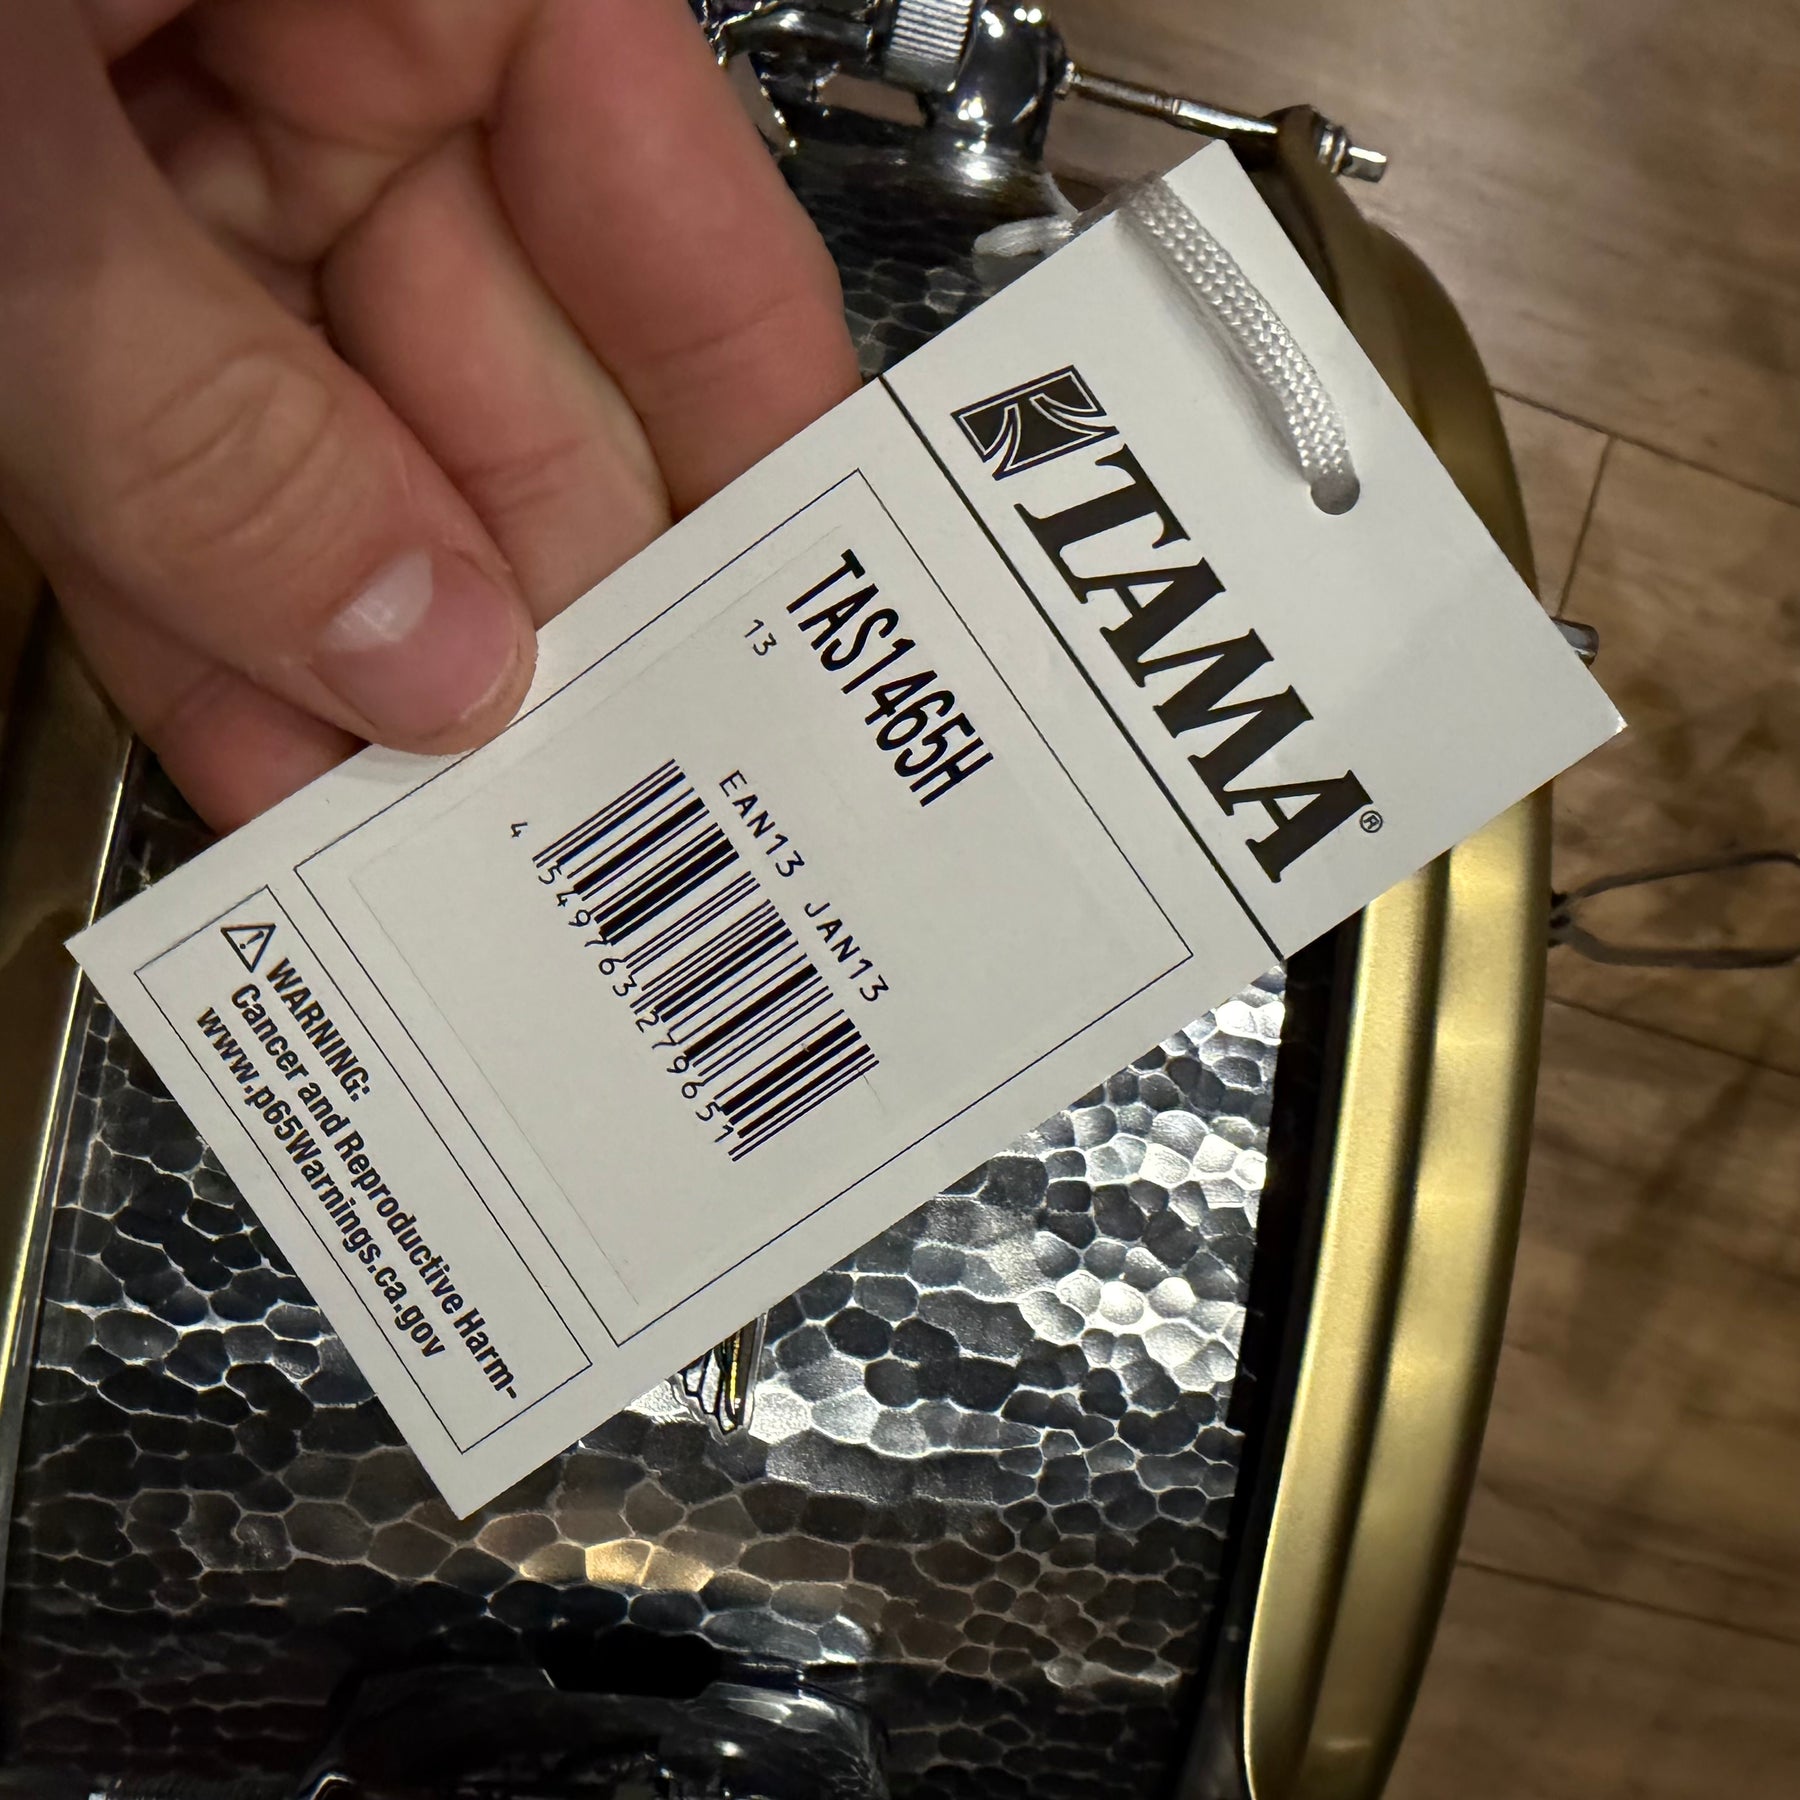 TAMA®
TAS1465H
13
EAN13 JAN13
4 549763 279651
⚠ WARNING:
Cancer and Reproductive Harm-
www.p65Warnings.ca.gov